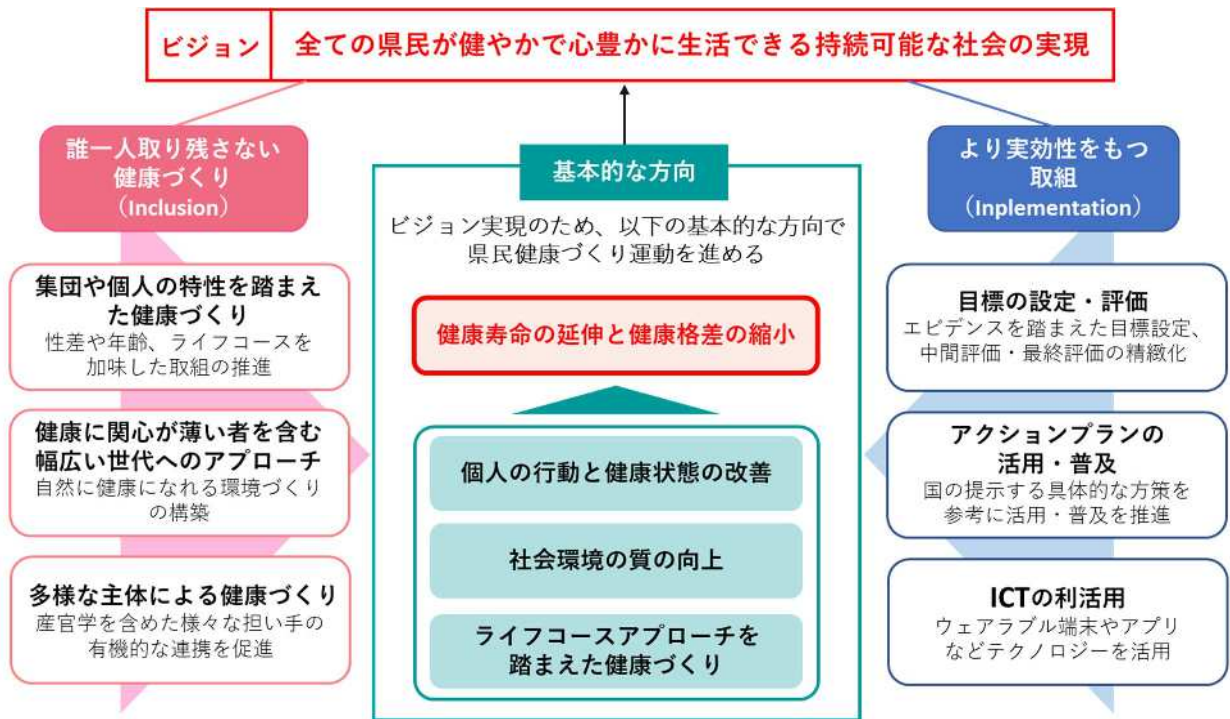 ビジョン 全ての県民が健やかで心豊かに生活できる持続可能な社会の実現
誰一人取り残さない
健康づくり
（Inclusion）
集団や個人の特性を踏まえ
た健康づくり
性差や年齢、ライフコースを
加味した取組の推進
健康に関心が薄い者を含む
幅広い世代へのアプローチ
自然に健康になれる環境づくり
の構築
多様な主体による健康づくり
産官学を含めた様々な担い手の
有機的な連携を促進
基本的な方向
ビジョン実現のため、以下の基本的な方向で
県民健康づくり運動を進める
健康寿命の延伸と健康格差の縮小
個人の行動と健康状態の改善
社会環境の質の向上
ライフコースアプローチを
踏まえた健康づくり
より実効性をもつ
取組
（Inplementation）
目標の設定・評価
エビデンスを踏まえた目標設定、
中間評価・最終評価の精緻化
アクションプランの
活用・普及
国の提示する具体的な方策を
参考に活用・普及を推進
ICTの利活用
ウェアラブル端末やアプリ
などテクノロジーを活用